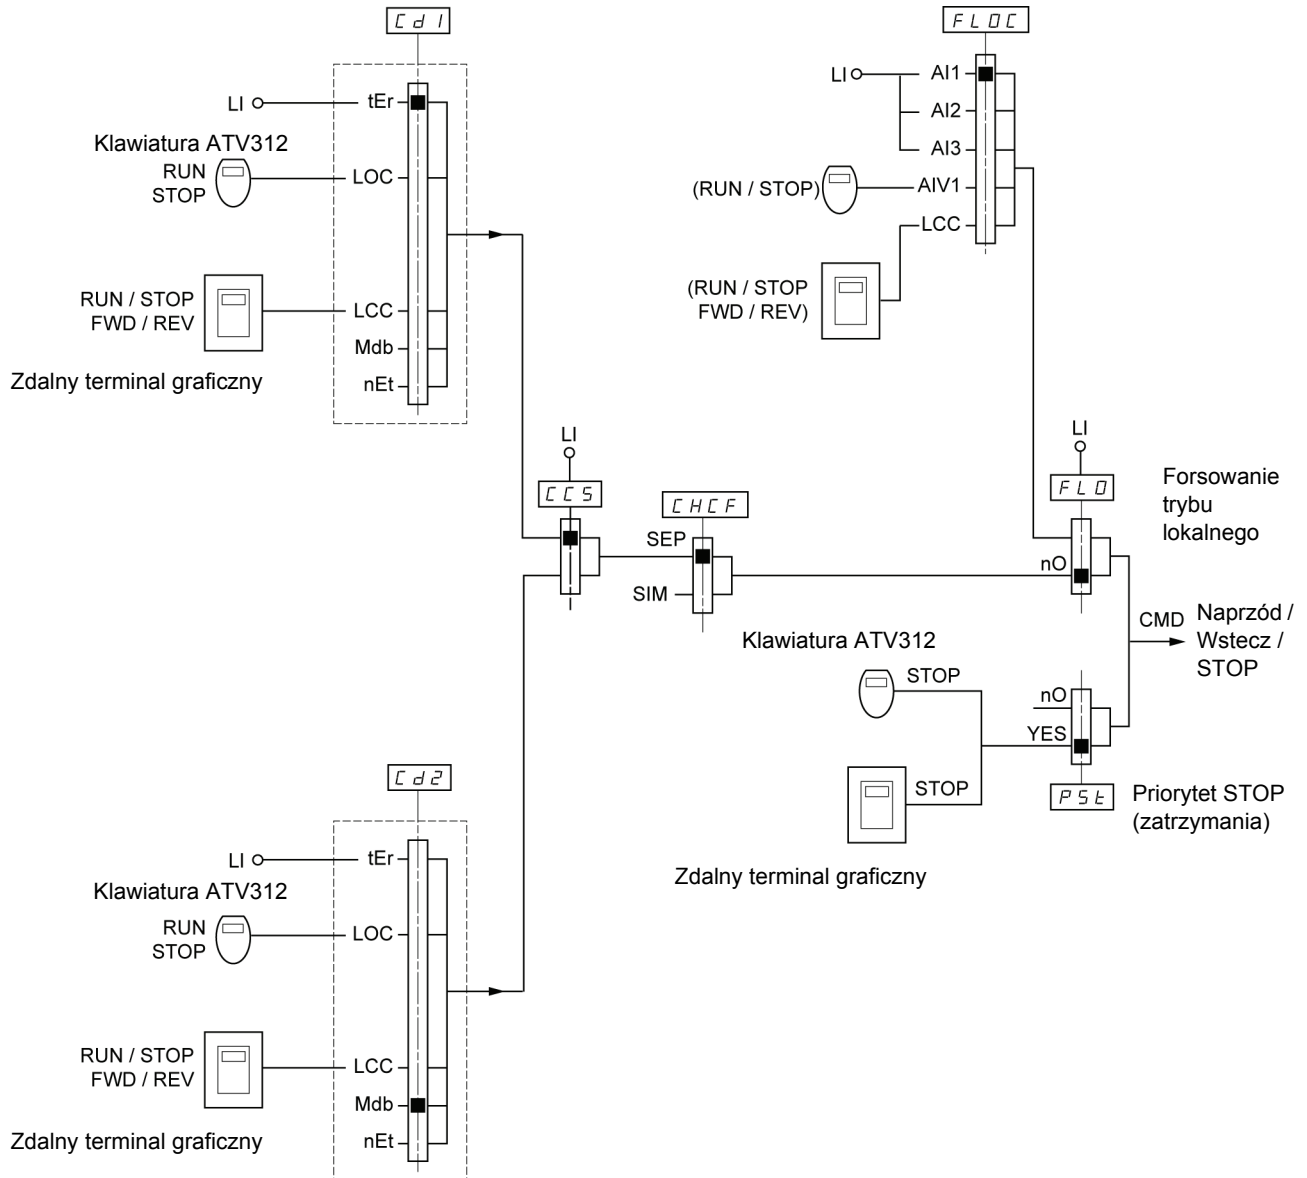 Cd1
LI
tEr
Klawiatura ATV312
RUN
STOP
LOC
RUN / STOP
FWD / REV
LCC
Mdb
Zdalny terminal graficzny
nEt
FLOC
LI
AI1
AI2
AI3
(RUN / STOP)
AIV1
LCC
(RUN / STOP
FWD / REV)
LI
CCS
CHCF
SEP
SIM
LI
FLO
Forsowanie
trybu
lokalnego
nO
CMD
Naprzód /
Wstecz /
STOP
Klawiatura ATV312
STOP
nO
YES
STOP
PSt
Priorytet STOP
(zatrzymania)
Zdalny terminal graficzny
Cd2
LI
tEr
Klawiatura ATV312
RUN
STOP
LOC
RUN / STOP
FWD / REV
LCC
Mdb
Zdalny terminal graficzny
nEt